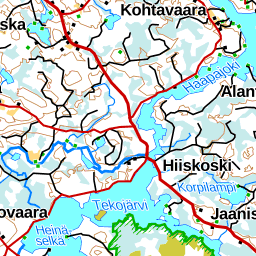 Kohtavaara
ska
Haapajoki
Alan
Hiiskoski
Korpilampi
Tekojärvi
ovaara
Jaanis
Heinä-
selkä